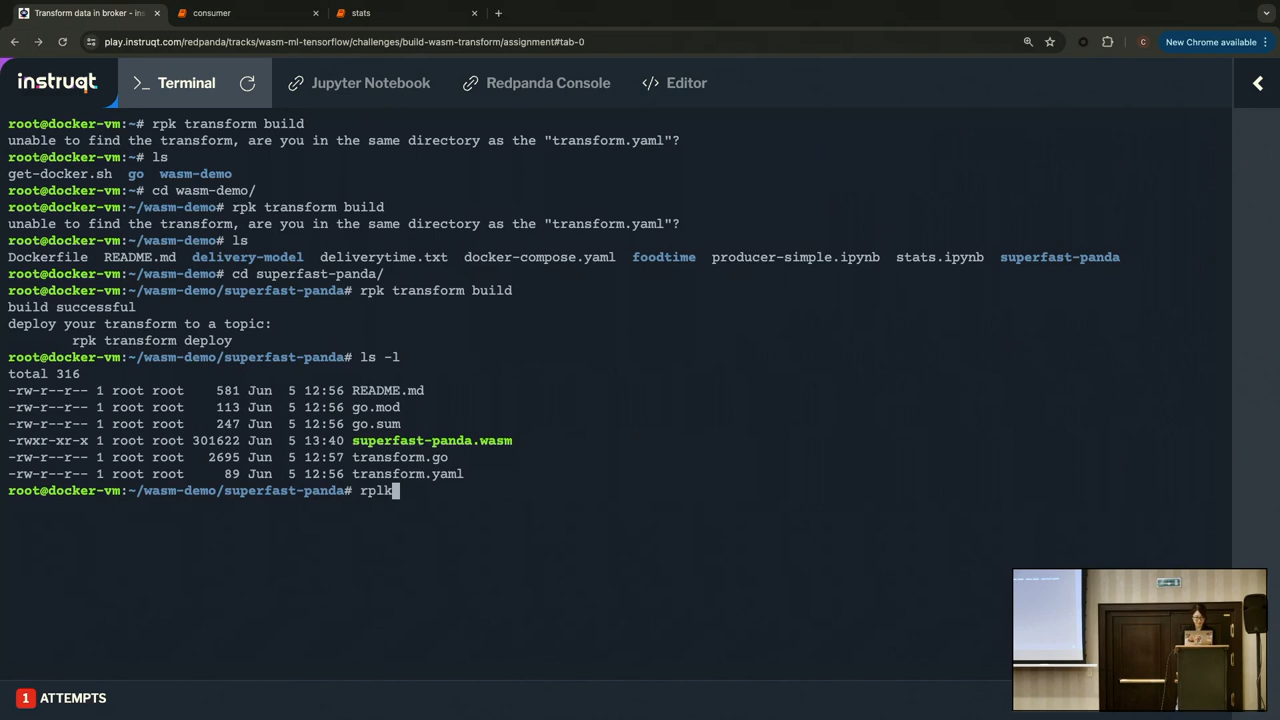 Transform data in broker - ins
consumer
stats
play.instruqt.com/redpanda/tracks/wasm-ml-tensorflow/challenges/build-wasm-transform/assignment#tab-0
C
New Chrome available
instruqt
>_ Terminal
Jupyter Notebook
Redpanda Console
</> Editor
root@docker-vm:~# rpk transform build
unable to find the transform, are you in the same directory as the "transform.yaml"?
root@docker-vm:~# ls
get-docker.sh  go  wasm-demo
root@docker-vm:~# cd wasm-demo/
root@docker-vm:~/wasm-demo# rpk transform build
unable to find the transform, are you in the same directory as the "transform.yaml"?
root@docker-vm:~/wasm-demo# ls
Dockerfile  README.md  delivery-model  deliverytime.txt  docker-compose.yaml  foodtime  producer-simple.ipynb  stats.ipynb  superfast-panda
root@docker-vm:~/wasm-demo# cd superfast-panda/
root@docker-vm:~/wasm-demo/superfast-panda# rpk transform build
build successful
deploy your transform to a topic:
        rpk transform deploy
root@docker-vm:~/wasm-demo/superfast-panda# ls -l
total 316
-rw-r--r-- 1 root root    581 Jun  5 12:56 README.md
-rw-r--r-- 1 root root    113 Jun  5 12:56 go.mod
-rw-r--r-- 1 root root    247 Jun  5 12:56 go.sum
-rwxr-xr-x 1 root root 301622 Jun  5 13:40 superfast-panda.wasm
-rw-r--r-- 1 root root   2695 Jun  5 12:57 transform.go
-rw-r--r-- 1 root root     89 Jun  5 12:56 transform.yaml
root@docker-vm:~/wasm-demo/superfast-panda# rplk
1 ATTEMPTS